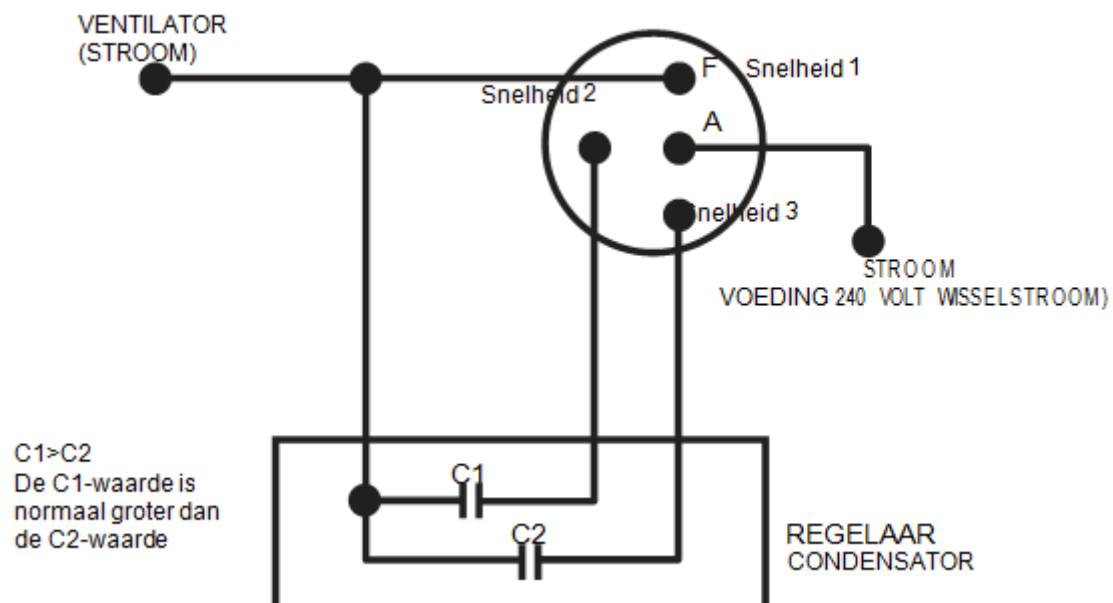 VENTILATOR
(STROOM)
F
Snelheid 1
Snelheid 2
A
Snelheid 3
STROOM
VOEDING 240 VOLT WISSELSTROOM)
C1>C2
De C1-waarde is
normaal groter dan
de C2-waarde
C1
C2
REGELAAR
CONDENSATOR